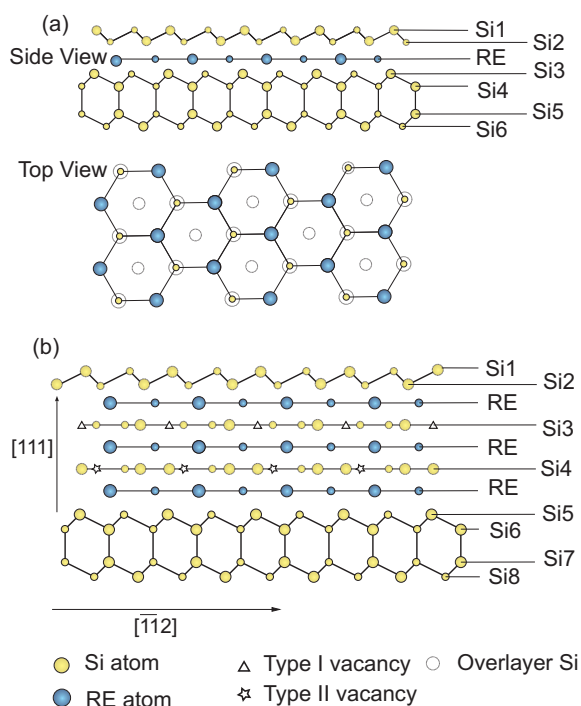 (a)
Side View
Si1
Si2
RE
Si3
Si4
Si5
Si6
Top View
(b)
Si1
Si2
RE
Si3
RE
Si4
RE
Si5
Si6
Si7
Si8
[111]
[1̅1̅2]
Si atom
Type I vacancy
Overlayer Si
RE atom
Type II vacancy